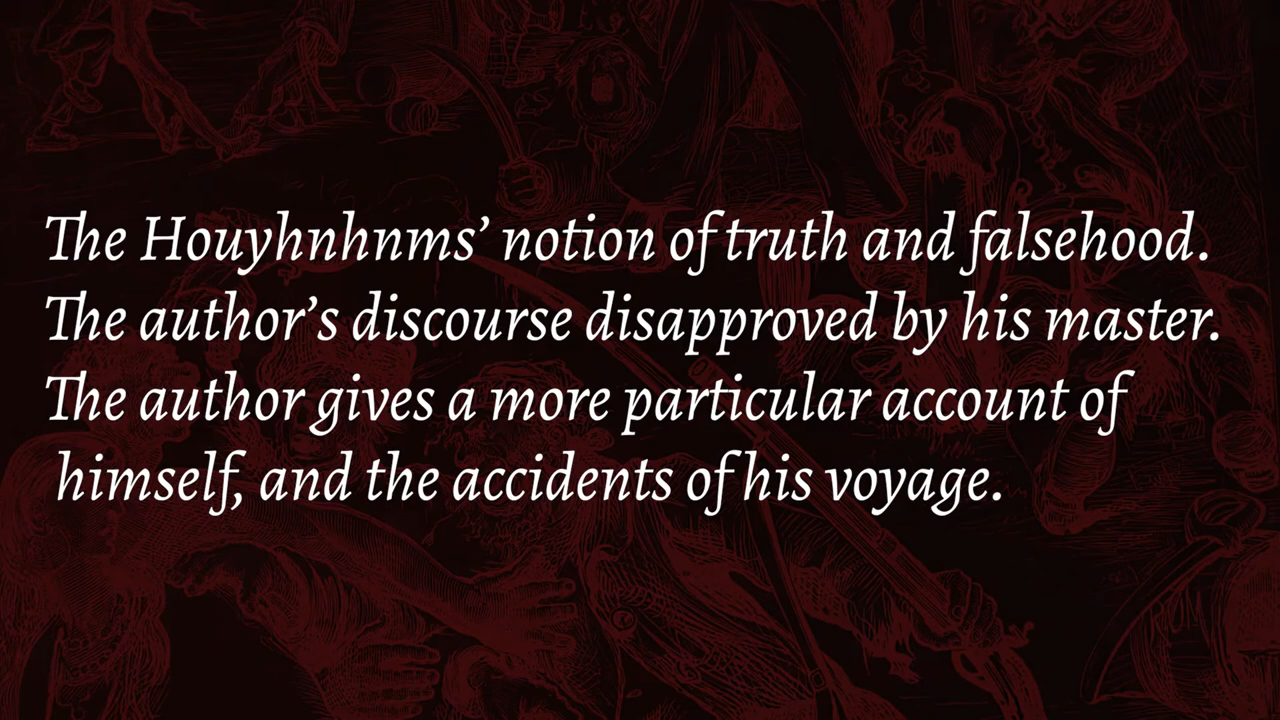 The Houyhnhnms’ notion of truth and falsehood.
The author’s discourse disapproved by his master.
The author gives a more particular account of
himself, and the accidents of his voyage.